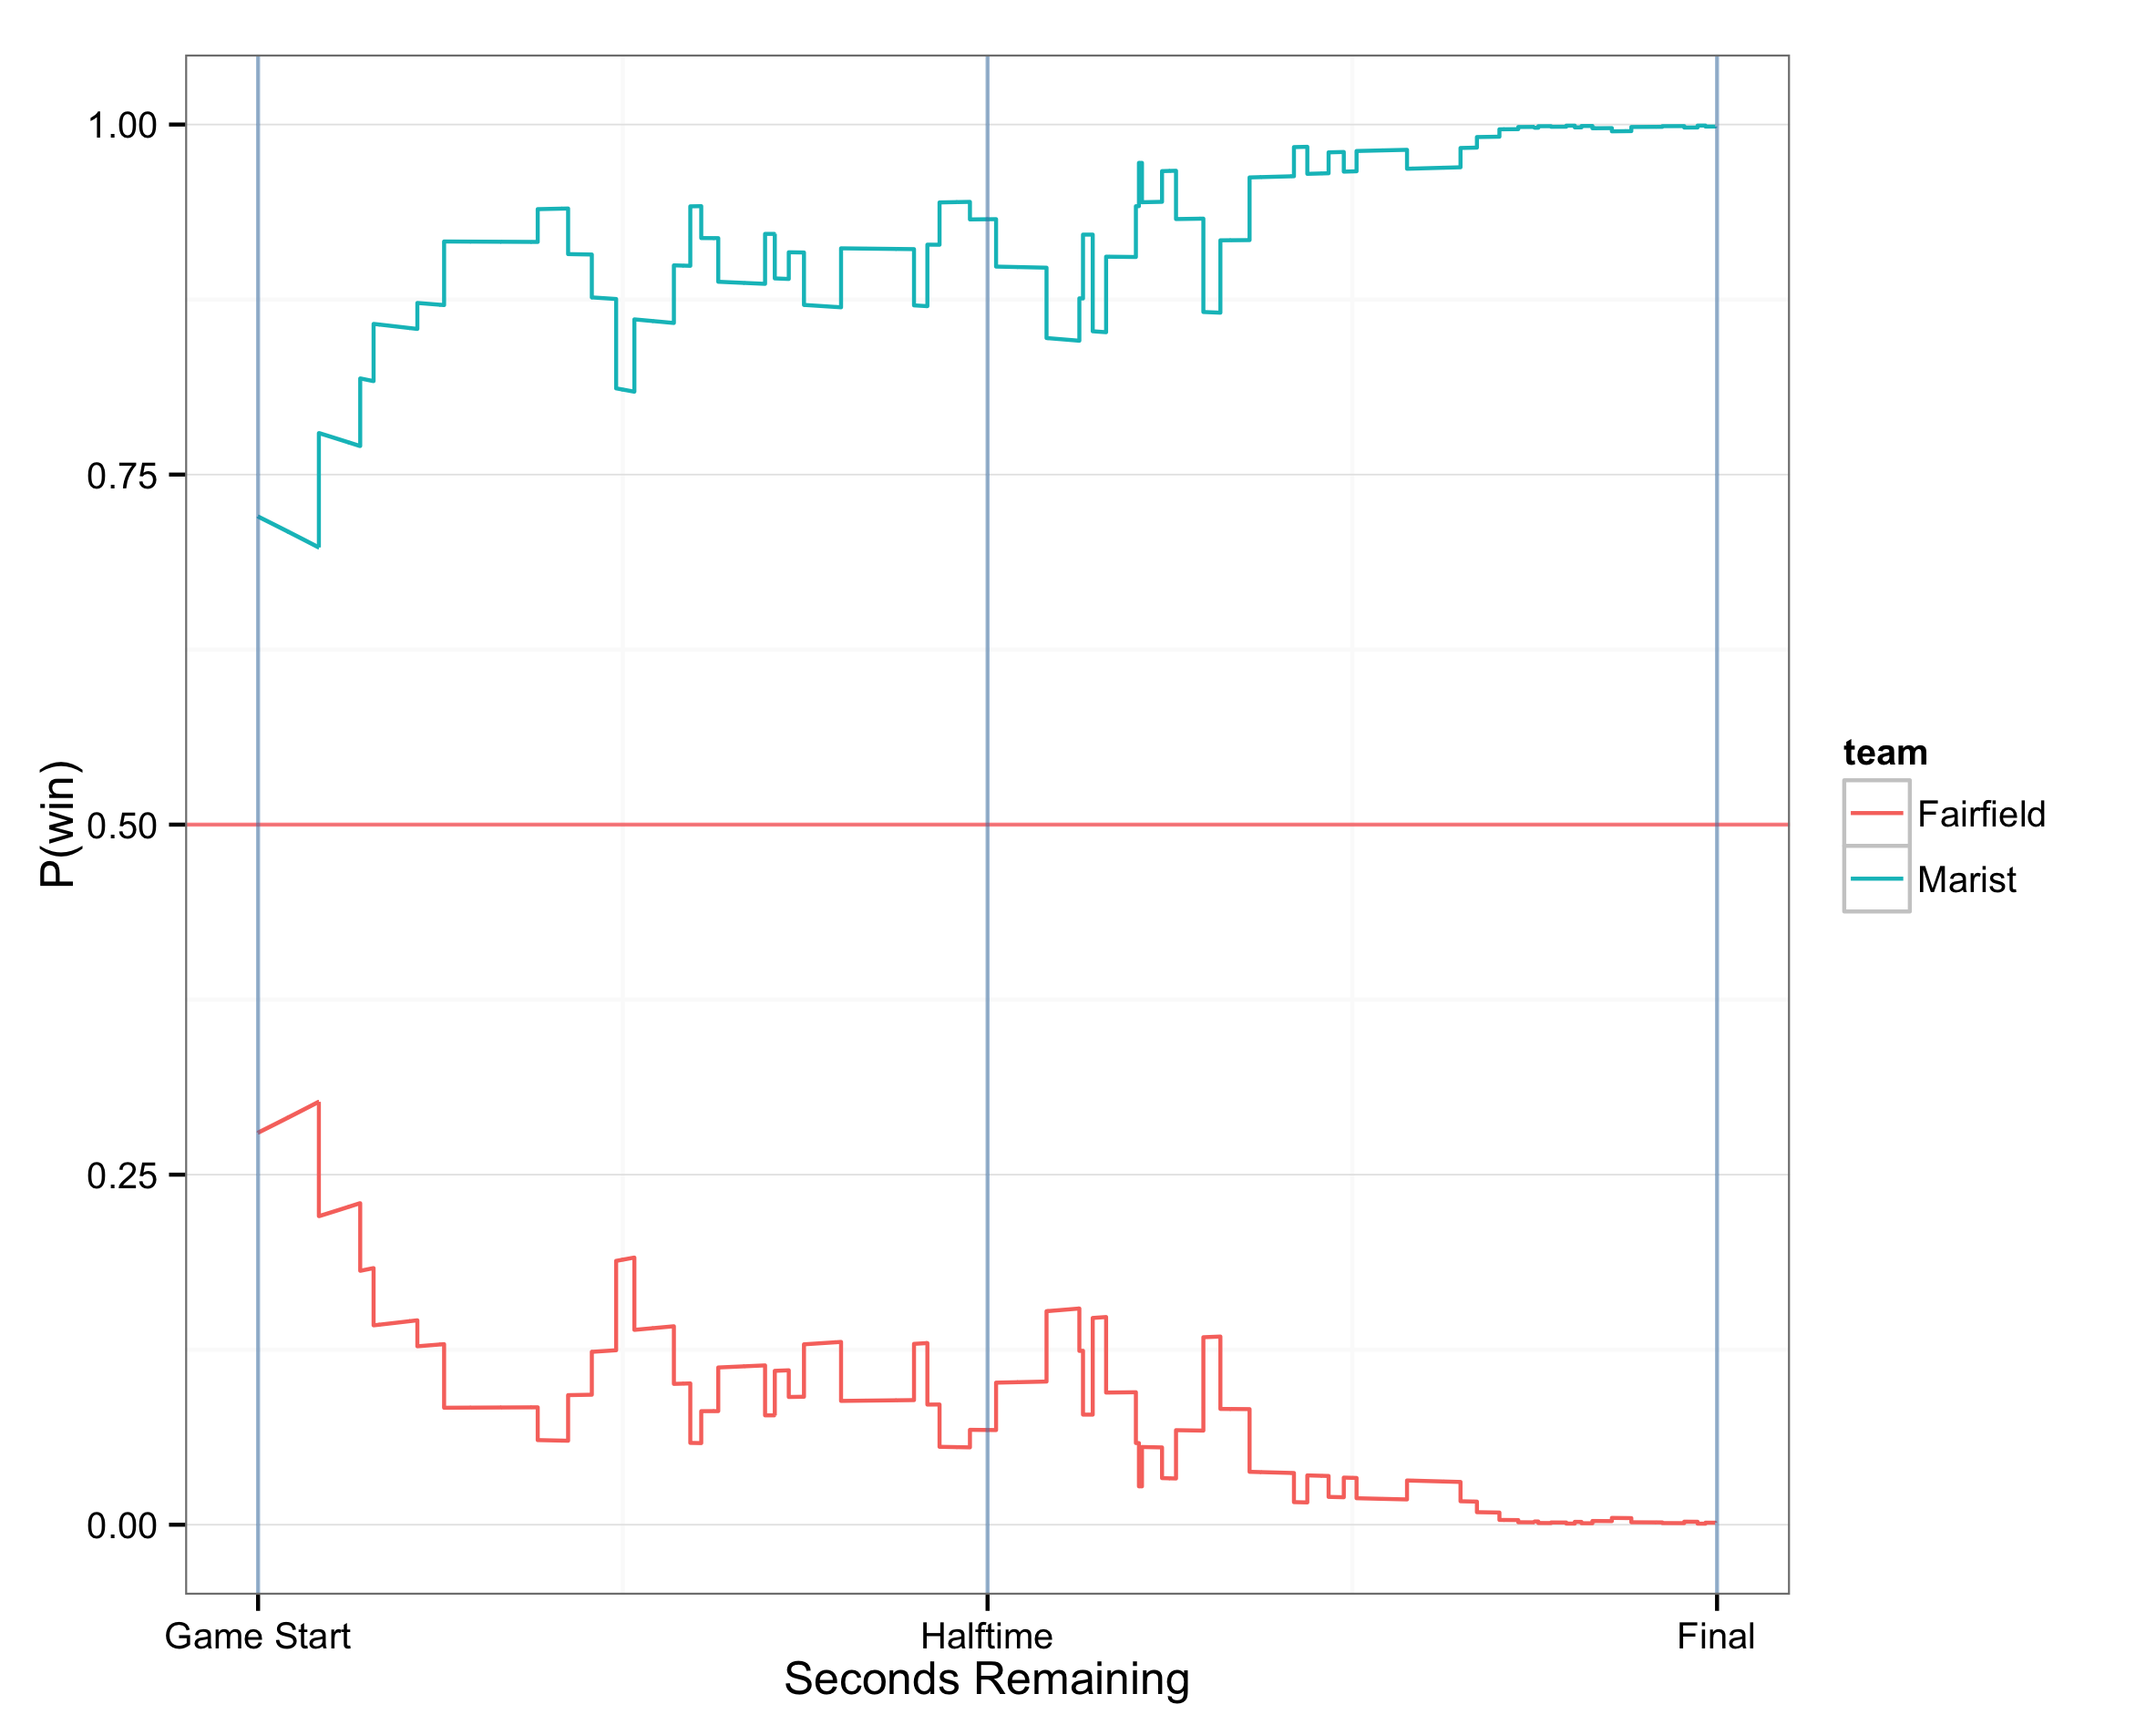 P(win)
1.00
0.75
0.50
0.25
0.00
Game Start
Halftime
Final
Seconds Remaining
team
Fairfield
Marist